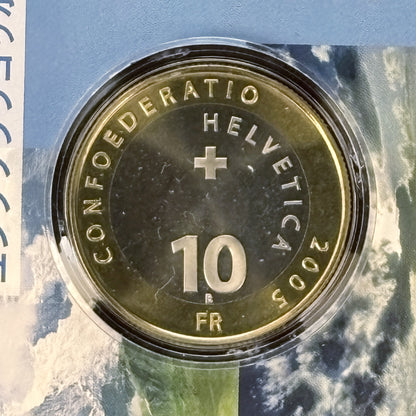 CONFOEDERATIO
HELVETICA
2005
10
B
FR